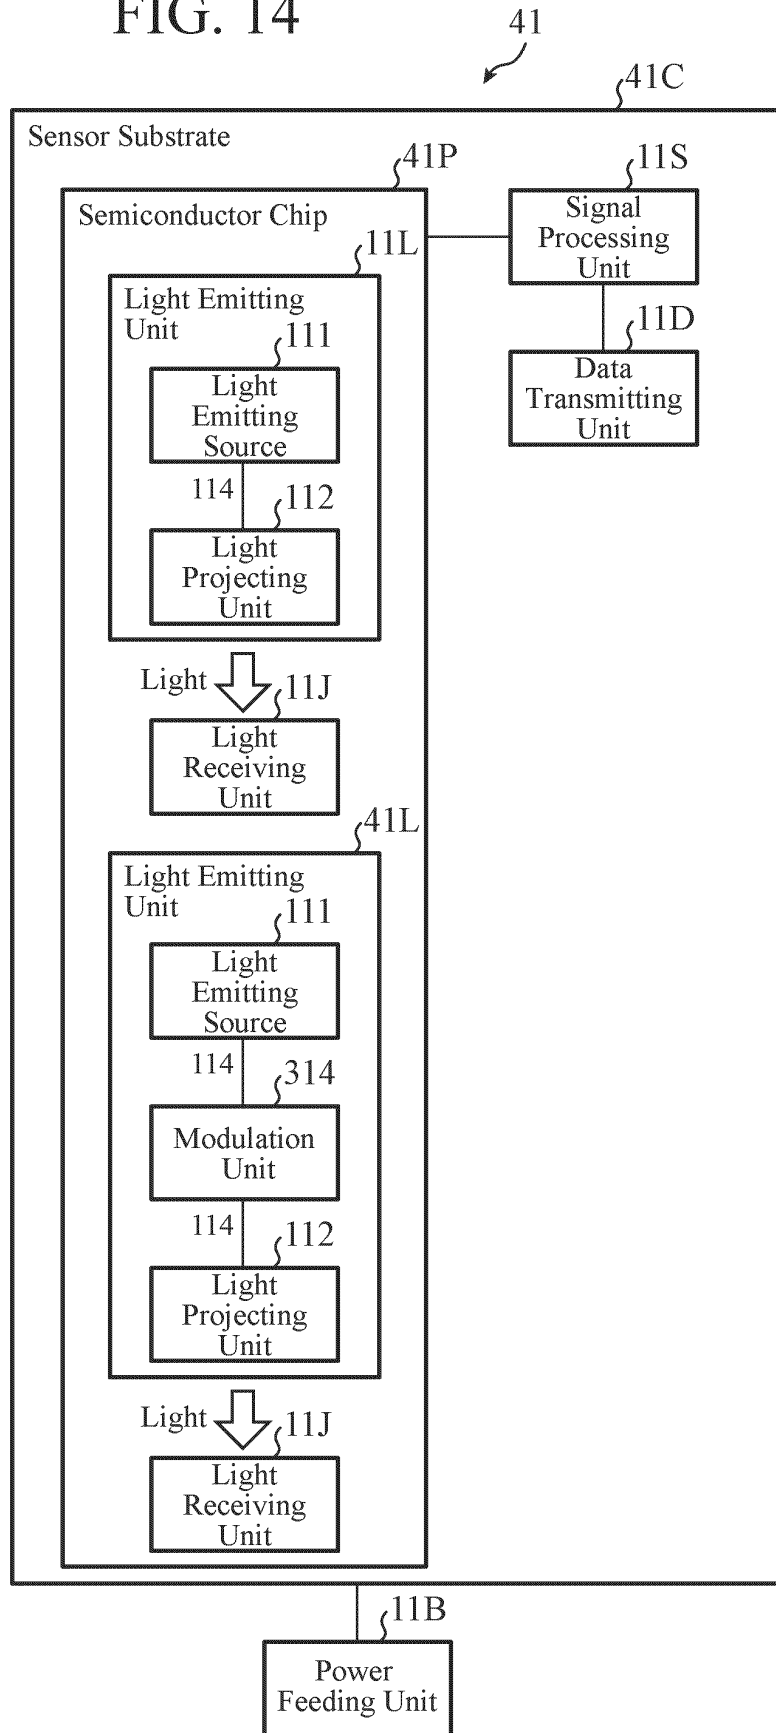 FIG. 14
41
41C
Sensor Substrate
41P
Semiconductor Chip
11S
Signal
Processing
Unit
11L
Light Emitting
Unit
11D
Data
Transmitting
Unit
111
Light
Emitting
Source
114
112
Light
Projecting
Unit
Light
11J
Light
Receiving
Unit
41L
Light Emitting
Unit
111
Light
Emitting
Source
114
314
Modulation
Unit
114
112
Light
Projecting
Unit
Light
11J
Light
Receiving
Unit
11B
Power
Feeding Unit